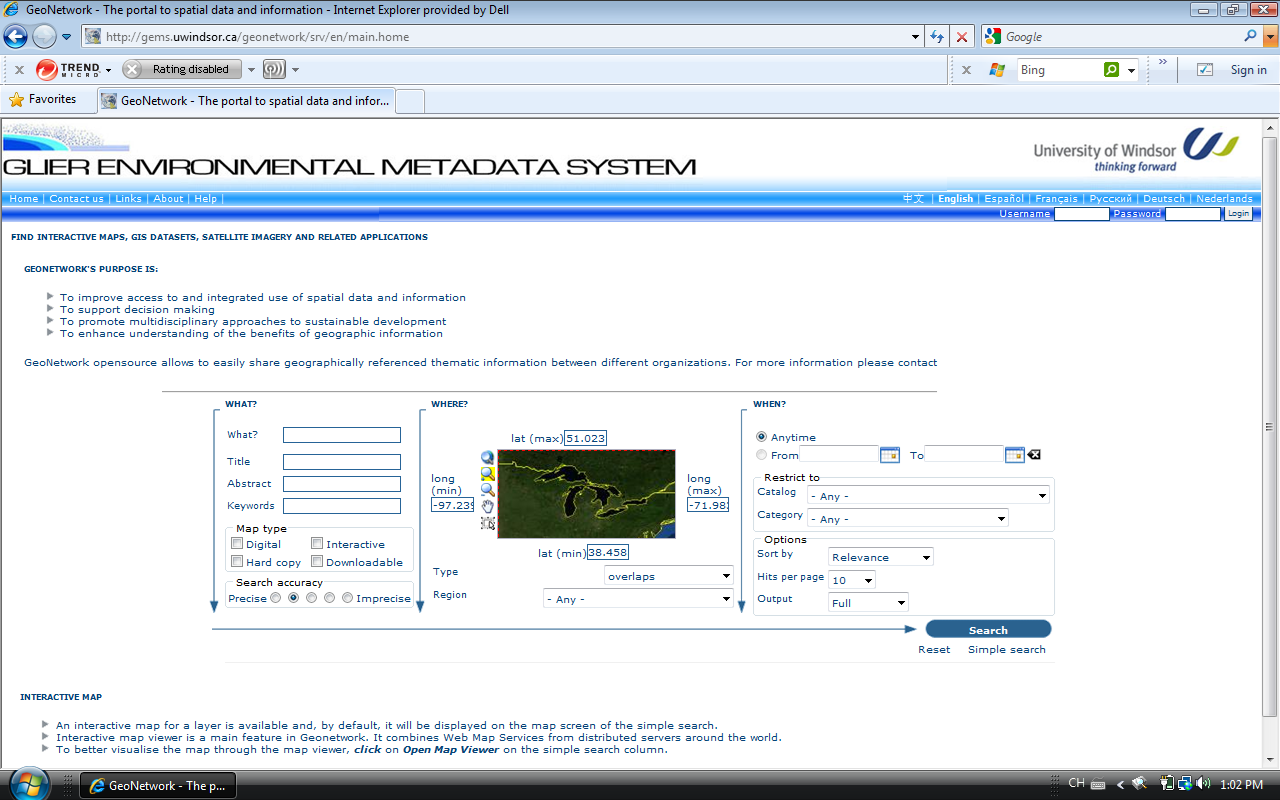 GeoNetwork - The portal to spatial data and information - Internet Explorer provided by Dell
http://gems.uwindsor.ca/geonetwork/srv/en/main.home
Google
TREND MICRO
Rating disabled
Bing
Sign in
Favorites
GeoNetwork - The portal to spatial data and infor...
GLIER ENVIRONMENTAL METADATA SYSTEM
University of Windsor
thinking forward
Home | Contact us | Links | About | Help |
中文 | English | Español | Français | Русский | Deutsch | Nederlands
Username Password Login
FIND INTERACTIVE MAPS, GIS DATASETS, SATELLITE IMAGERY AND RELATED APPLICATIONS
GEONETWORK'S PURPOSE IS:
To improve access to and integrated use of spatial data and information
To support decision making
To promote multidisciplinary approaches to sustainable development
To enhance understanding of the benefits of geographic information
GeoNetwork opensource allows to easily share geographically referenced thematic information between different organizations. For more information please contact
WHAT?
What?
Title
Abstract
Keywords
Map type
Digital Interactive
Hard copy Downloadable
Search accuracy
Precise Imprecise
WHERE?
lat (max) 51.023
long (min)
-97.239
long (max)
-71.98
lat (min) 38.458
Type overlaps
Region - Any -
WHEN?
Anytime
From To
Restrict to
Catalog - Any -
Category - Any -
Options
Sort by Relevance
Hits per page 10
Output Full
Search
Reset Simple search
INTERACTIVE MAP
An interactive map for a layer is available and, by default, it will be displayed on the map screen of the simple search.
Interactive map viewer is a main feature in Geonetwork. It combines Web Map Services from distributed servers around the world.
To better visualise the map through the map viewer, click on Open Map Viewer on the simple search column.
GeoNetwork - The p...
CH
1:02 PM